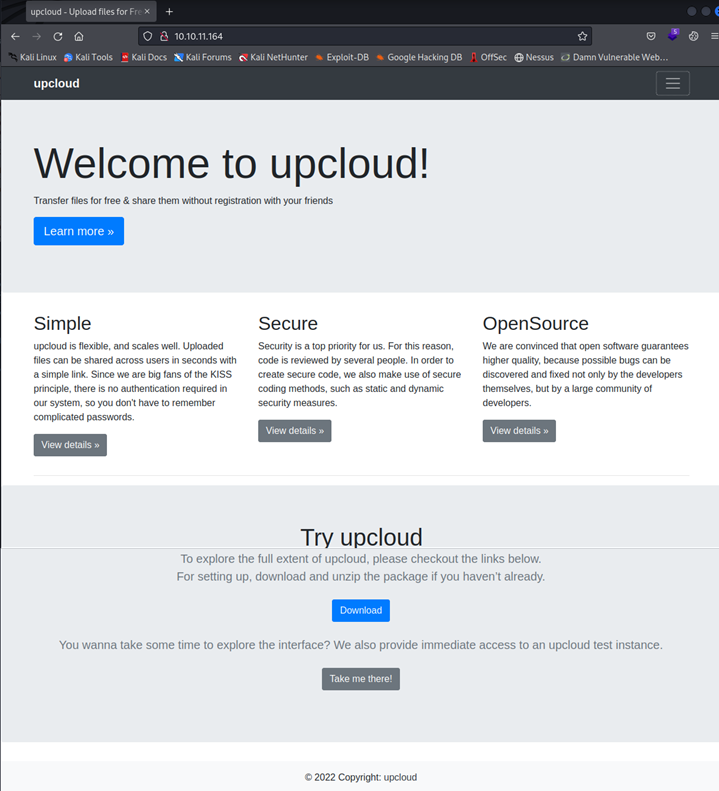 upcloud - Upload files for Fre
5
10.10.11.164
Kali Linux Kali Tools Kali Docs Kali Forums Kali NetHunter Exploit-DB Google Hacking DB OffSec Nessus Damn Vulnerable Web…
upcloud
Welcome to upcloud!
Transfer files for free & share them without registration with your friends
Learn more »
Simple
upcloud is flexible, and scales well. Uploaded
files can be shared across users in seconds with
a simple link. Since we are big fans of the KISS
principle, there is no authentication required in
our system, so you don't have to remember
complicated passwords.
View details »
Secure
Security is a top priority for us. For this reason,
code is reviewed by several people. In order to
create secure code, we also make use of secure
coding methods, such as static and dynamic
security measures.
View details »
OpenSource
We are convinced that open software guarantees
higher quality, because possible bugs can be
discovered and fixed not only by the developers
themselves, but by a large community of
developers.
View details »
Try upcloud
To explore the full extent of upcloud, please checkout the links below.
For setting up, download and unzip the package if you haven’t already.
Download
You wanna take some time to explore the interface? We also provide immediate access to an upcloud test instance.
Take me there!
© 2022 Copyright: upcloud